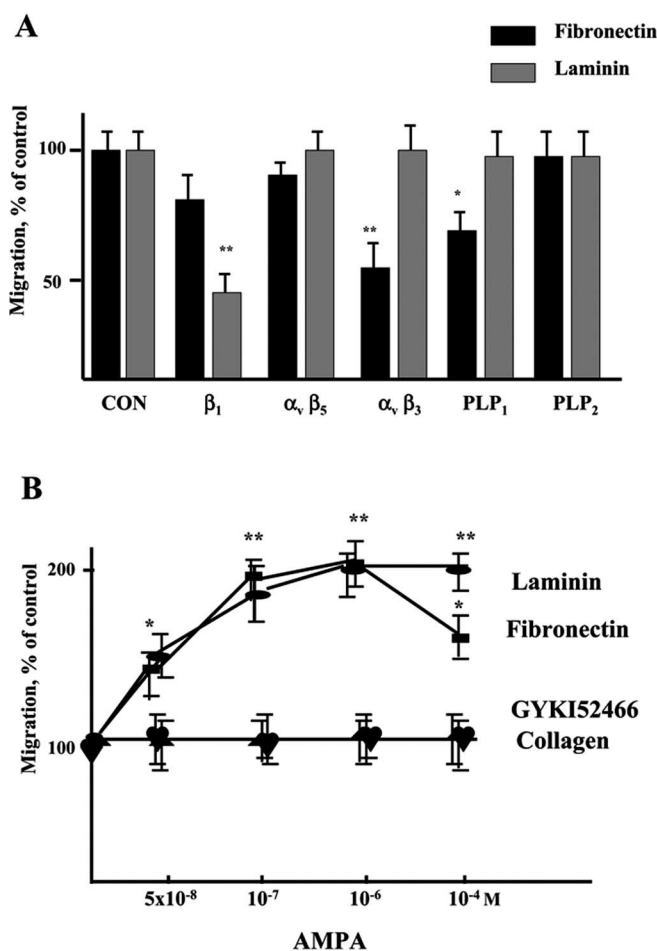 A
Fibronectin
Laminin
Migration, % of control
100
50
**
**
*
CON β₁ αᵥ β₅ αᵥ β₃ PLP₁ PLP₂
B
Migration, % of control
200
100
*
**
**
**
*
Laminin
Fibronectin
GYKI52466
Collagen
5x10⁻⁸ 10⁻⁷ 10⁻⁶ 10⁻⁴ M
AMPA